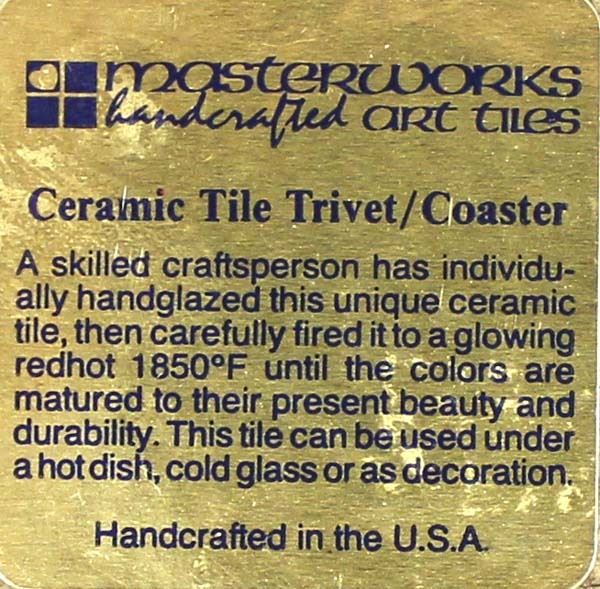 masterworks
handcrafted art tiles
Ceramic Tile Trivet/Coaster
A skilled craftsperson has individu-
ally handglazed this unique ceramic
tile, then carefully fired it to a glowing
redhot 1850°F until the colors are
matured to their present beauty and
durability. This tile can be used under
a hot dish, cold glass or as decoration.
Handcrafted in the U.S.A.